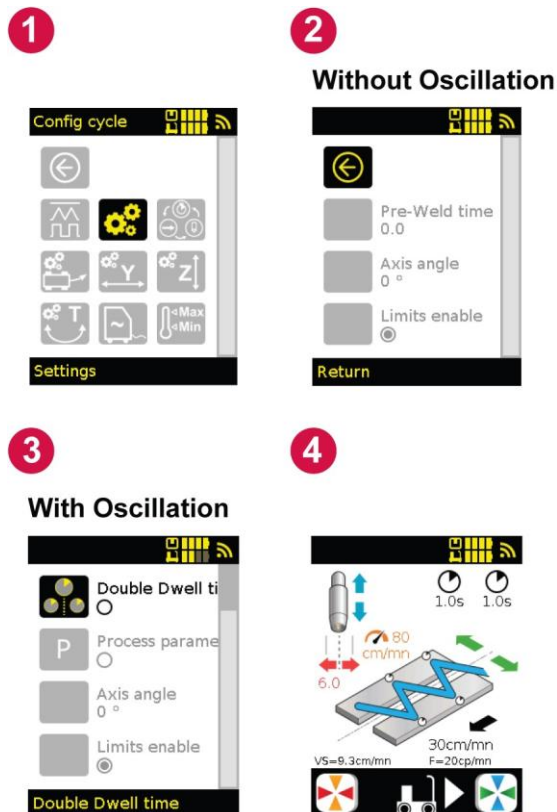 1
Config cycle
Y
Z
T
Max
Min
Settings
2
Without Oscillation
Pre-Weld time
0.0
Axis angle
0 °
Limits enable
Return
3
With Oscillation
Double Dwell ti
P
Process parame
Axis angle
0 °
Limits enable
Double Dwell time
4
1.0s 1.0s
80
cm/mn
6.0
30cm/mn
VS=9.3cm/mn F=20cp/mn